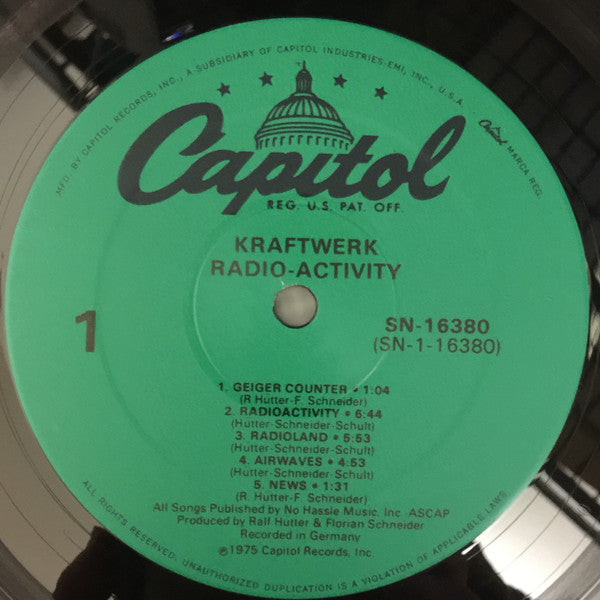 MFD. BY CAPITOL RECORDS, INC., A SUBSIDIARY OF CAPITOL INDUSTRIES-EMI, INC., U.S.A.
Capitol
REG. U.S. PAT. OFF.
Capitol MARCA REG.
KRAFTWERK
RADIO-ACTIVITY
1
SN-16380
(SN-1-16380)
1. GEIGER COUNTER • 1:04
(R Hutter-F. Schneider)
2. RADIOACTIVITY • 6:44
(Hutter-Schneider-Schult)
3. RADIOLAND • 5:53
(Hutter-Schneider-Schult)
4. AIRWAVES • 4:53
(Hutter-Schneider-Schult)
5. NEWS • 1:31
(R. Hutter-F. Schneider)
All Songs Published by No Hassle Music, Inc -ASCAP
Produced by Ralf Hutter & Florian Schneider
Recorded in Germany
℗1975 Capitol Records, Inc.
ALL RIGHTS RESERVED. UNAUTHORIZED DUPLICATION IS A VIOLATION OF APPLICABLE LAWS.